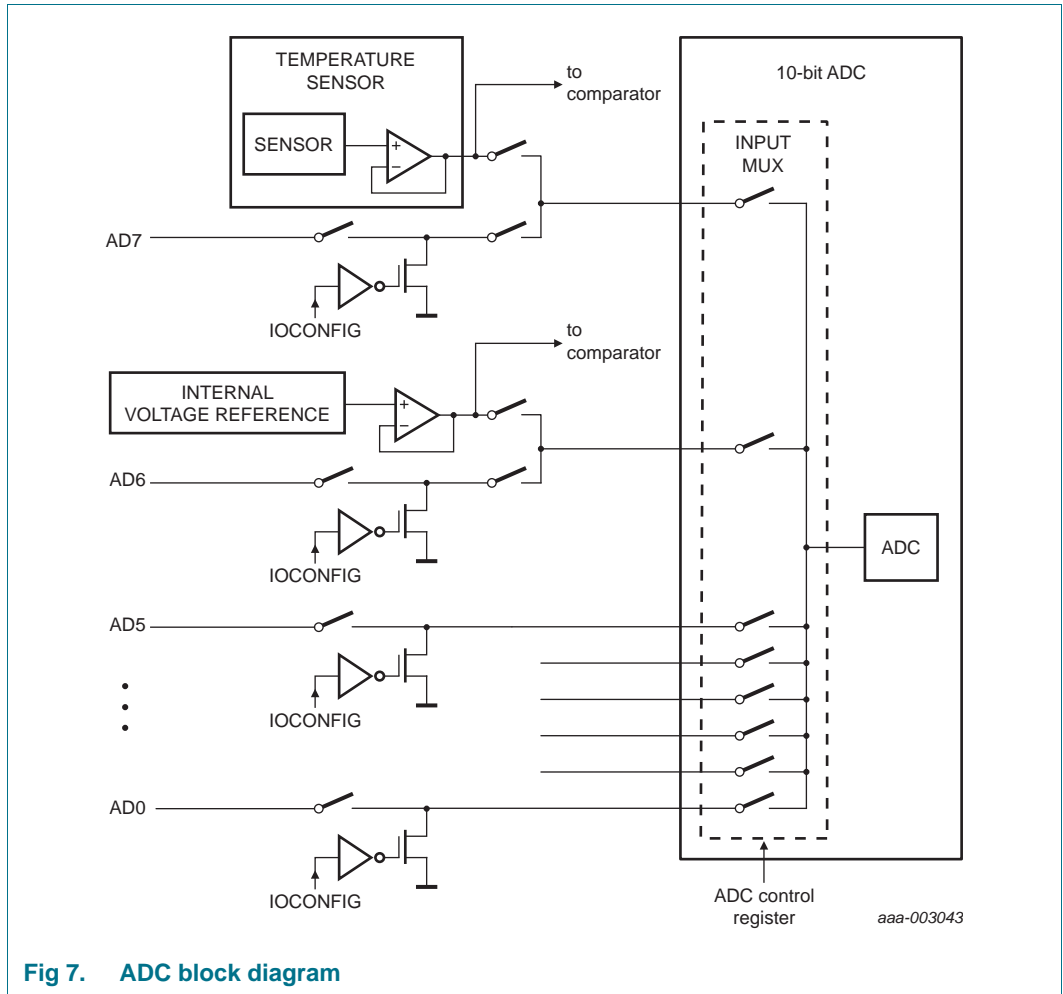 TEMPERATURE
SENSOR
to
comparator
10-bit ADC
SENSOR
+
−
INPUT
MUX
AD7
IOCONFIG
to
comparator
INTERNAL
VOLTAGE REFERENCE
+
−
AD6
IOCONFIG
ADC
AD5
IOCONFIG
AD0
IOCONFIG
ADC control
register
aaa-003043
Fig 7. ADC block diagram